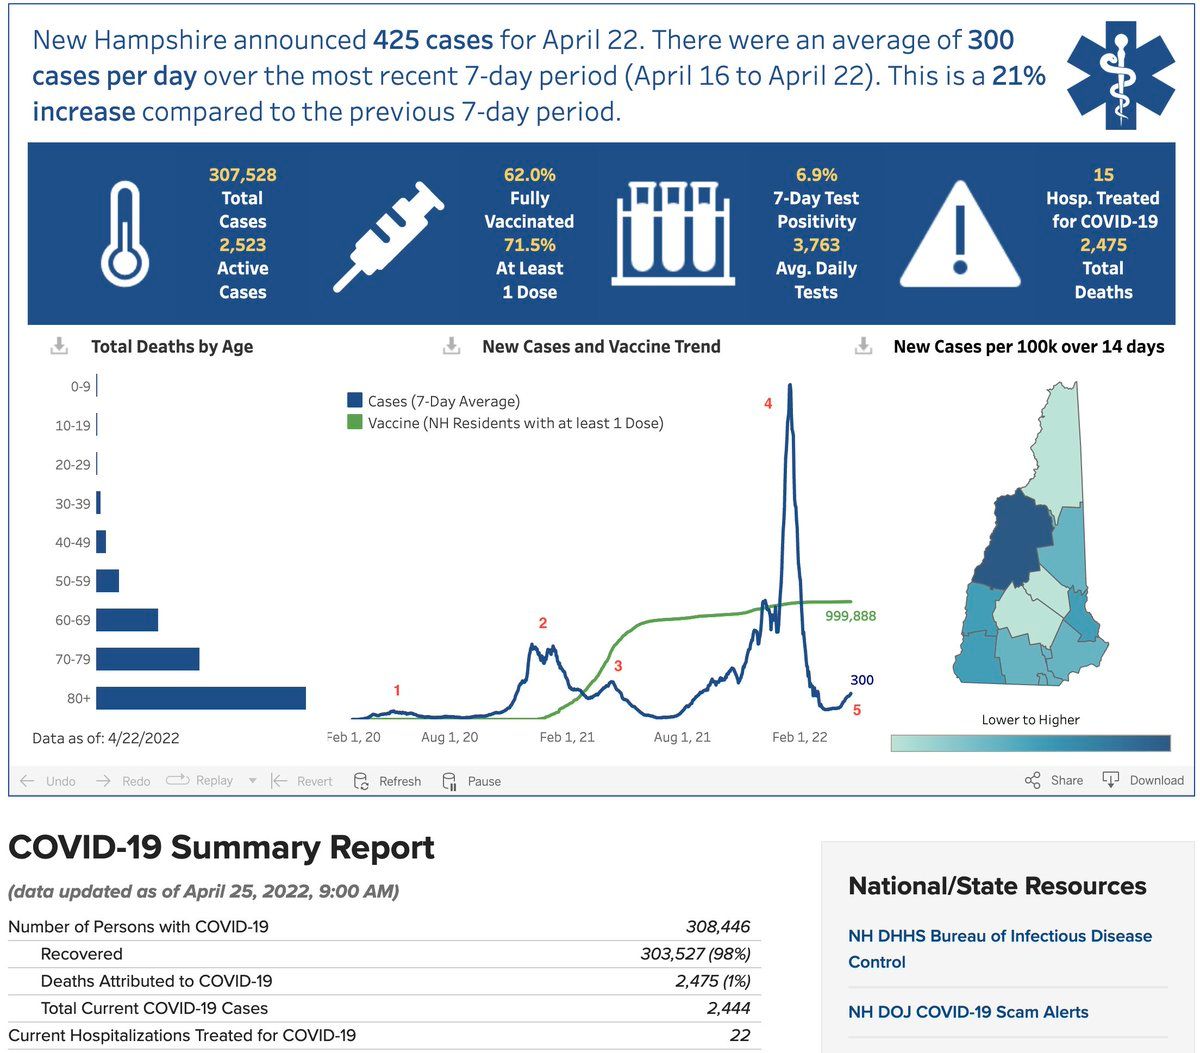 New Hampshire announced 425 cases for April 22. There were an average of 300
cases per day over the most recent 7-day period (April 16 to April 22). This is a 21%
increase compared to the previous 7-day period.
307,528
Total
Cases
2,523
Active
Cases
62.0%
Fully
Vaccinated
71.5%
At Least
1 Dose
6.9%
7-Day Test
Positivity
3,763
Avg. Daily
Tests
15
Hosp. Treated
for COVID-19
2,475
Total
Deaths
Total Deaths by Age
0-9
10-19
20-29
30-39
40-49
50-59
60-69
70-79
80+
Data as of: 4/22/2022
New Cases and Vaccine Trend
Cases (7-Day Average)
Vaccine (NH Residents with at least 1 Dose)
1
2
3
4
5
999,888
300
Feb 1, 20
Aug 1, 20
Feb 1, 21
Aug 1, 21
Feb 1, 22
New Cases per 100k over 14 days
Lower to Higher
Undo
Redo
Replay
Revert
Refresh
Pause
Share
Download
COVID-19 Summary Report
(data updated as of April 25, 2022, 9:00 AM)
Number of Persons with COVID-19 308,446
Recovered 303,527 (98%)
Deaths Attributed to COVID-19 2,475 (1%)
Total Current COVID-19 Cases 2,444
Current Hospitalizations Treated for COVID-19 22
National/State Resources
NH DHHS Bureau of Infectious Disease
Control
NH DOJ COVID-19 Scam Alerts